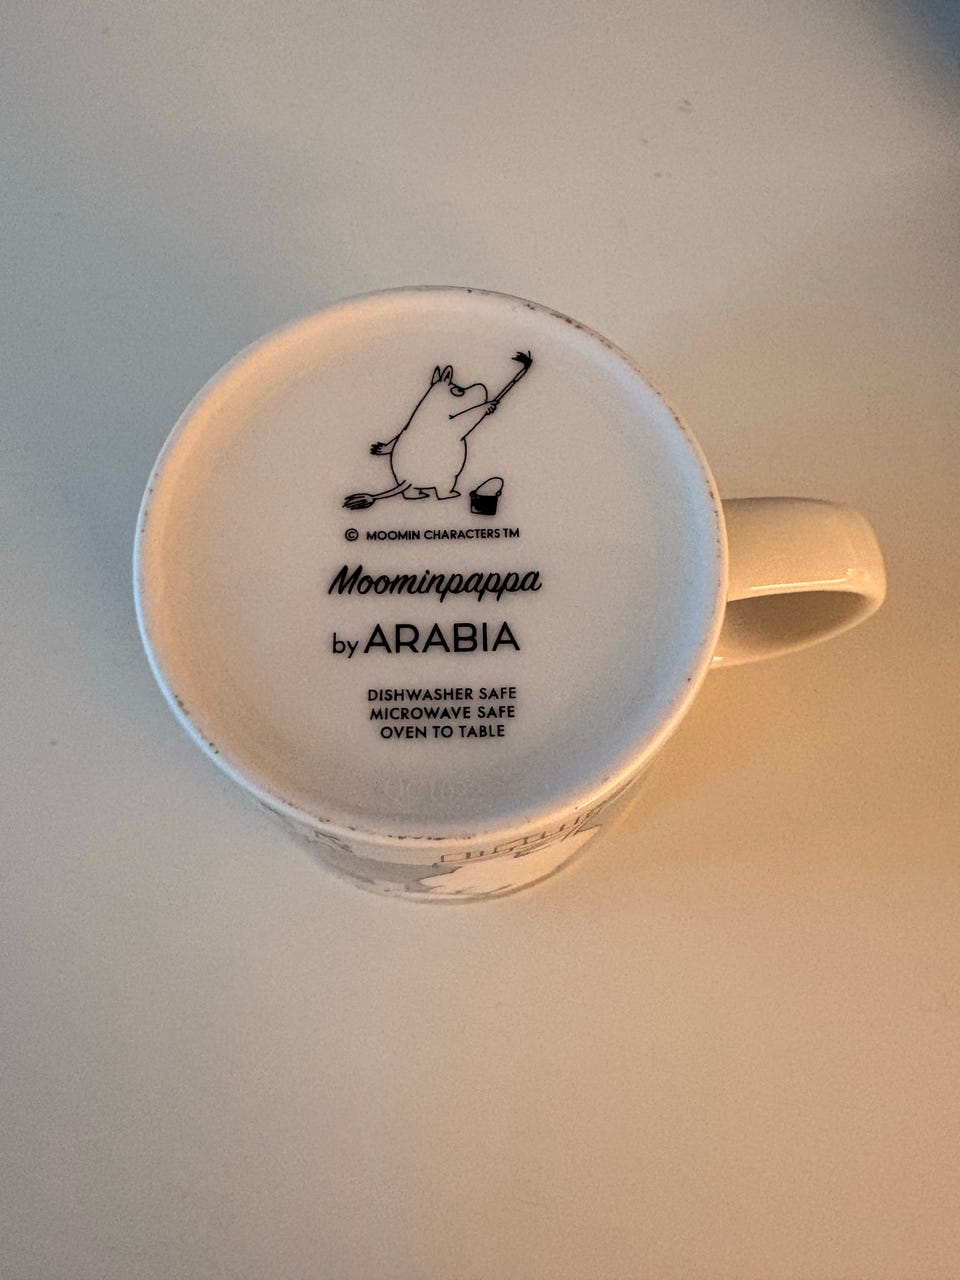 © MOOMIN CHARACTERS TM
Moominpappa
by ARABIA
DISHWASHER SAFE
MICROWAVE SAFE
OVEN TO TABLE